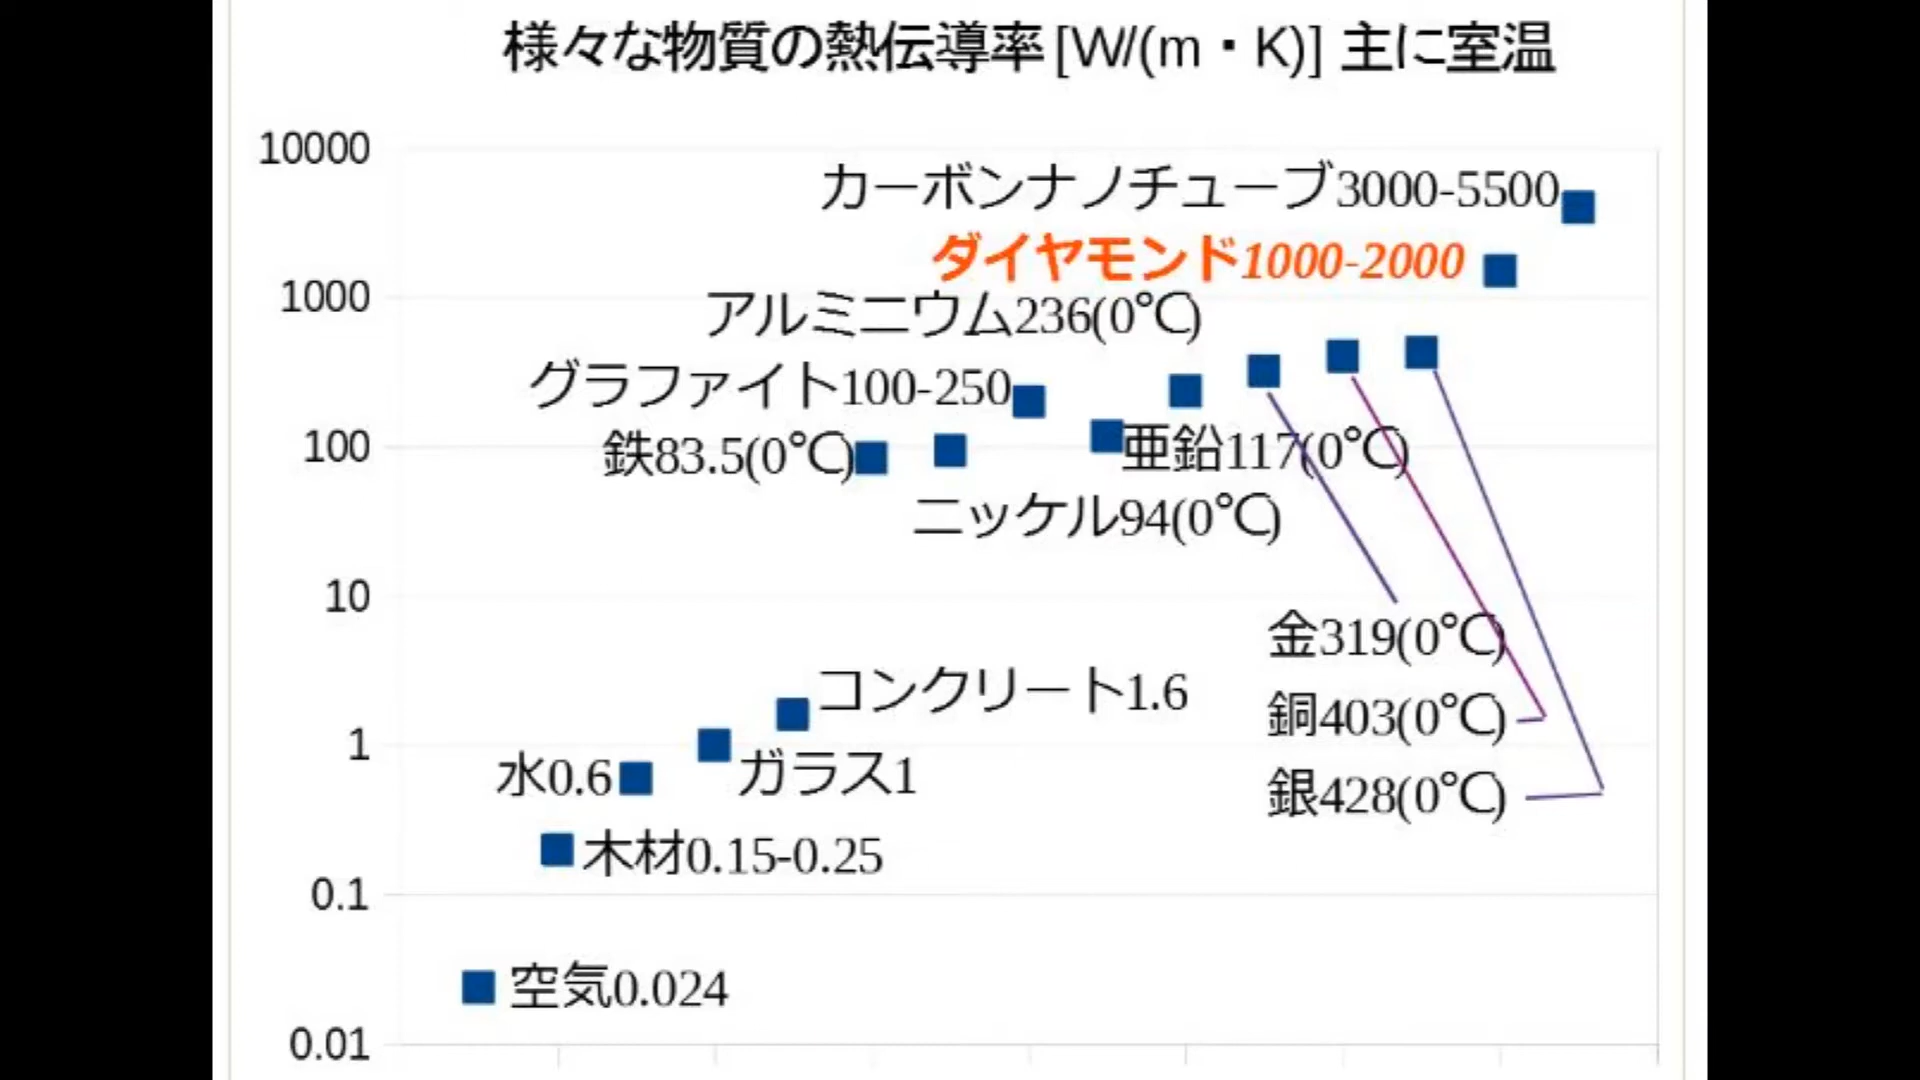 様々な物質の熱伝導率[W/(m・K)] 主に室温
10000
カーボンナノチューブ3000-5500
ダイヤモンド1000-2000
1000
アルミニウム236(0℃)
グラファイト100-250
100
鉄83.5(0℃)
亜鉛117(0℃)
ニッケル94(0℃)
10
金319(0℃)
コンクリート1.6
銅403(0℃)
1
水0.6
ガラス1
銀428(0℃)
木材0.15-0.25
0.1
空気0.024
0.01